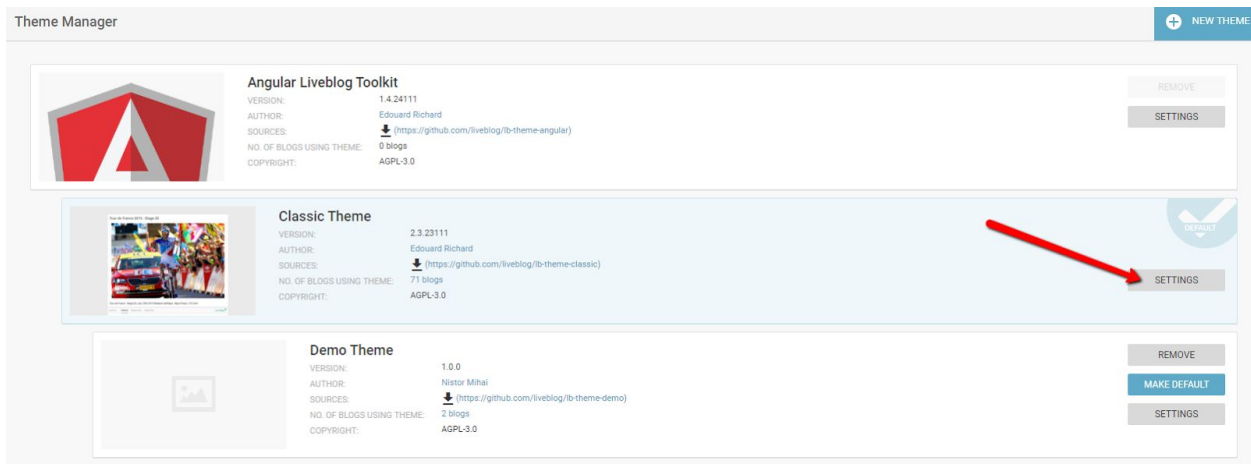 Theme Manager
NEW THEME
Angular Liveblog Toolkit
VERSION: 1.4.24111
AUTHOR: Edouard Richard
SOURCES: (https://github.com/liveblog/lb-theme-angular)
NO. OF BLOGS USING THEME: 0 blogs
COPYRIGHT: AGPL-3.0
REMOVE
SETTINGS
Classic Theme
VERSION: 2.3.23111
AUTHOR: Edouard Richard
SOURCES: (https://github.com/liveblog/lb-theme-classic)
NO. OF BLOGS USING THEME: 71 blogs
COPYRIGHT: AGPL-3.0
DEFAULT
SETTINGS
Demo Theme
VERSION: 1.0.0
AUTHOR: Nistor Mihai
SOURCES: (https://github.com/liveblog/lb-theme-demo)
NO. OF BLOGS USING THEME: 2 blogs
COPYRIGHT: AGPL-3.0
REMOVE
MAKE DEFAULT
SETTINGS